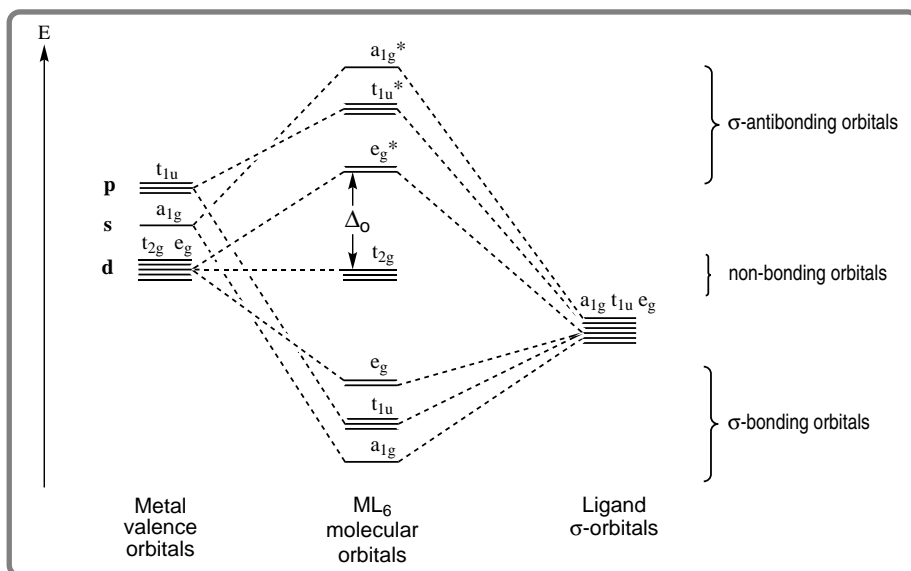 E
a1g*
t1u*
σ-antibonding orbitals
eg*
t1u
p
a1g
s
Δo
t2g eg
t2g
d
non-bonding orbitals
a1g t1u eg
eg
t1u
σ-bonding orbitals
a1g
Metal
valence
orbitals
ML6
molecular
orbitals
Ligand
σ-orbitals